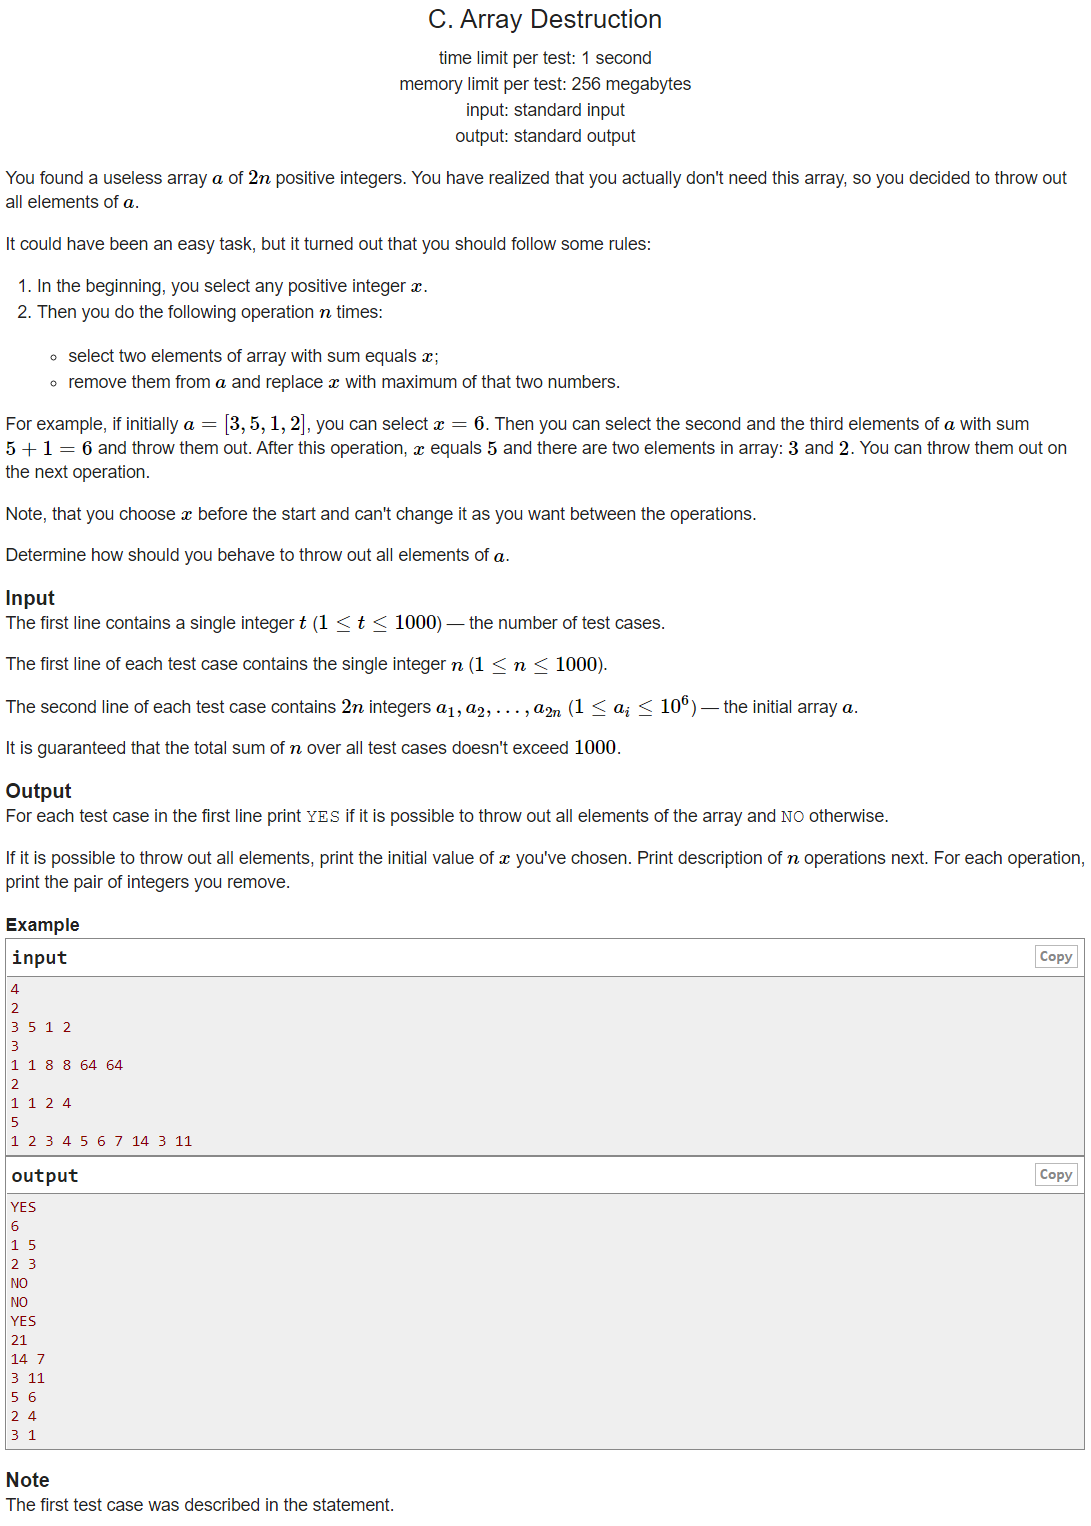 C. Array Destruction
time limit per test: 1 second
memory limit per test: 256 megabytes
input: standard input
output: standard output
You found a useless array a of 2n positive integers. You have realized that you actually don't need this array, so you decided to throw out
all elements of a.
It could have been an easy task, but it turned out that you should follow some rules:
1. In the beginning, you select any positive integer x.
2. Then you do the following operation n times:
∘ select two elements of array with sum equals x;
∘ remove them from a and replace x with maximum of that two numbers.
For example, if initially a = [3, 5, 1, 2], you can select x = 6. Then you can select the second and the third elements of a with sum
5 + 1 = 6 and throw them out. After this operation, x equals 5 and there are two elements in array: 3 and 2. You can throw them out on
the next operation.
Note, that you choose x before the start and can't change it as you want between the operations.
Determine how should you behave to throw out all elements of a.
Input
The first line contains a single integer t (1 ≤ t ≤ 1000) — the number of test cases.
The first line of each test case contains the single integer n (1 ≤ n ≤ 1000).
The second line of each test case contains 2n integers a₁, a₂, . . . , a₂ₙ (1 ≤ aᵢ ≤ 10⁶) — the initial array a.
It is guaranteed that the total sum of n over all test cases doesn't exceed 1000.
Output
For each test case in the first line print YES if it is possible to throw out all elements of the array and NO otherwise.
If it is possible to throw out all elements, print the initial value of x you've chosen. Print description of n operations next. For each operation,
print the pair of integers you remove.
Example
input Copy
4
2
3 5 1 2
3
1 1 8 8 64 64
2
1 1 2 4
5
1 2 3 4 5 6 7 14 3 11
output Copy
YES
6
1 5
2 3
NO
NO
YES
21
14 7
3 11
5 6
2 4
3 1
Note
The first test case was described in the statement.